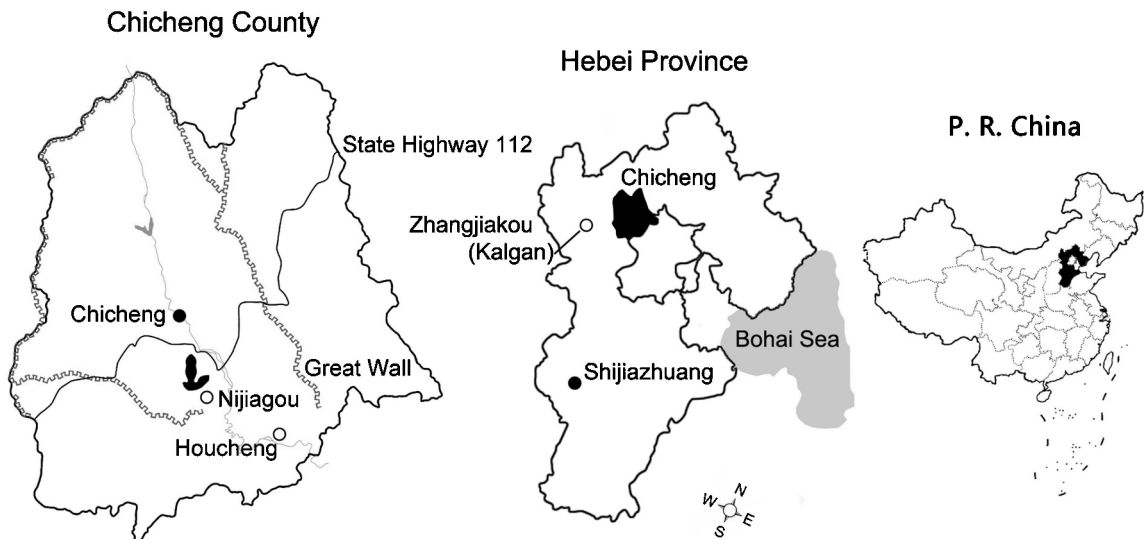 Chicheng County
State Highway 112
Chicheng
Great Wall
Nijiagou
Houcheng
Hebei Province
Chicheng
Zhangjiakou
(Kalgan)
Bohai Sea
Shijiazhuang
N
W
E
S
P. R. China